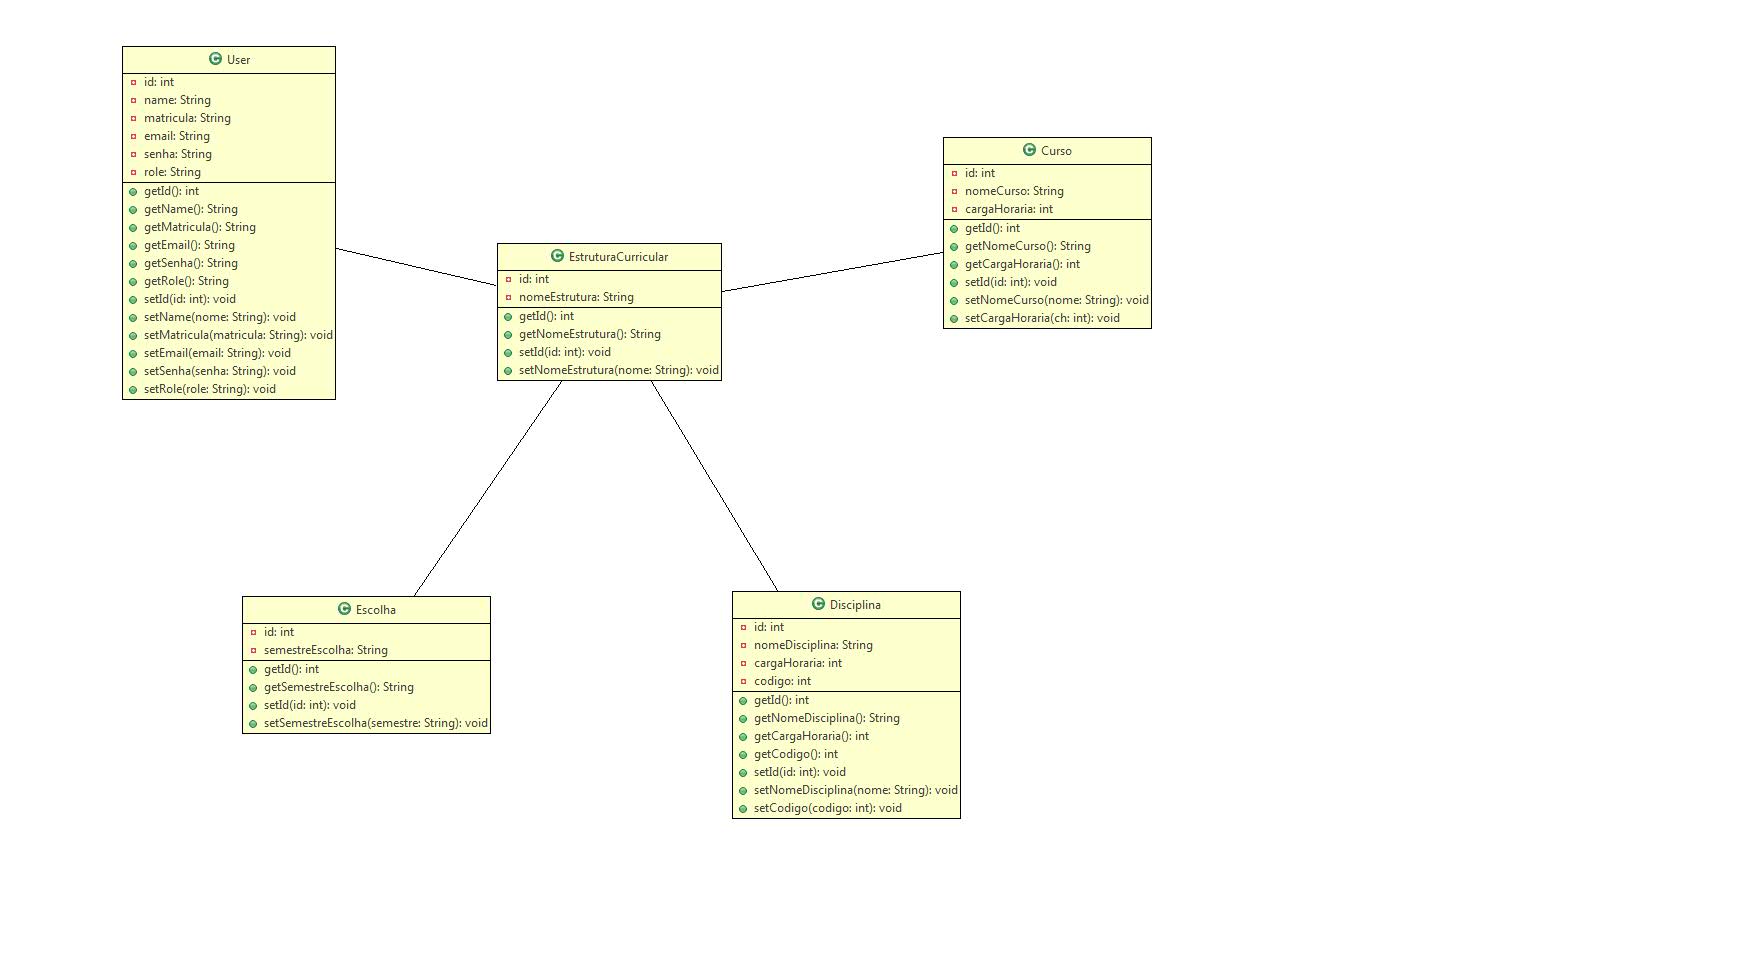 User
id: int
name: String
matricula: String
email: String
senha: String
role: String
getId(): int
getName(): String
getMatricula(): String
getEmail(): String
getSenha(): String
getRole(): String
setId(id: int): void
setName(nome: String): void
setMatricula(matricula: String): void
setEmail(email: String): void
setSenha(senha: String): void
setRole(role: String): void
EstruturaCurricular
id: int
nomeEstrutura: String
getId(): int
getNomeEstrutura(): String
setId(id: int): void
setNomeEstrutura(nome: String): void
Curso
id: int
nomeCurso: String
cargaHoraria: int
getId(): int
getNomeCurso(): String
getCargaHoraria(): int
setId(id: int): void
setNomeCurso(nome: String): void
setCargaHoraria(ch: int): void
Escolha
id: int
semestreEscolha: String
getId(): int
getSemestreEscolha(): String
setId(id: int): void
setSemestreEscolha(semestre: String): void
Disciplina
id: int
nomeDisciplina: String
cargaHoraria: int
codigo: int
getId(): int
getNomeDisciplina(): String
getCargaHoraria(): int
getCodigo(): int
setId(id: int): void
setNomeDisciplina(nome: String): void
setCodigo(codigo: int): void